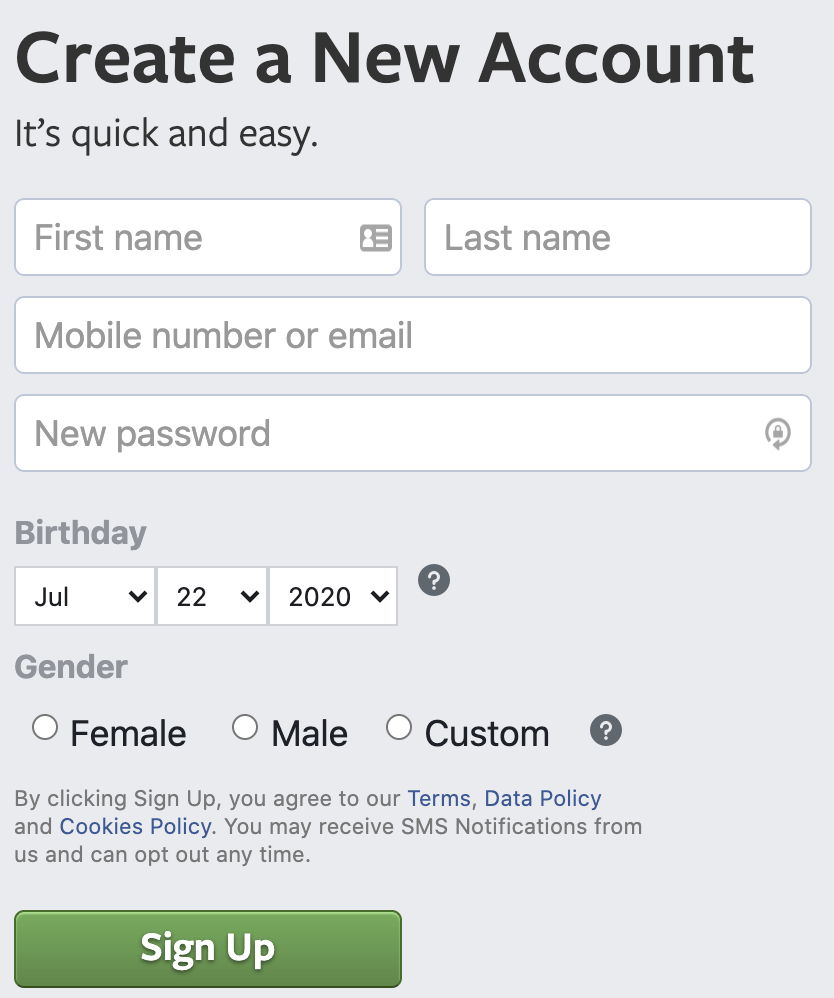 Create a New Account
It's quick and easy.
First name Last name
Mobile number or email
New password
Birthday
Jul 22 2020 ?
Gender
Female Male Custom ?
By clicking Sign Up, you agree to our Terms, Data Policy
and Cookies Policy. You may receive SMS Notifications from
us and can opt out any time.
Sign Up